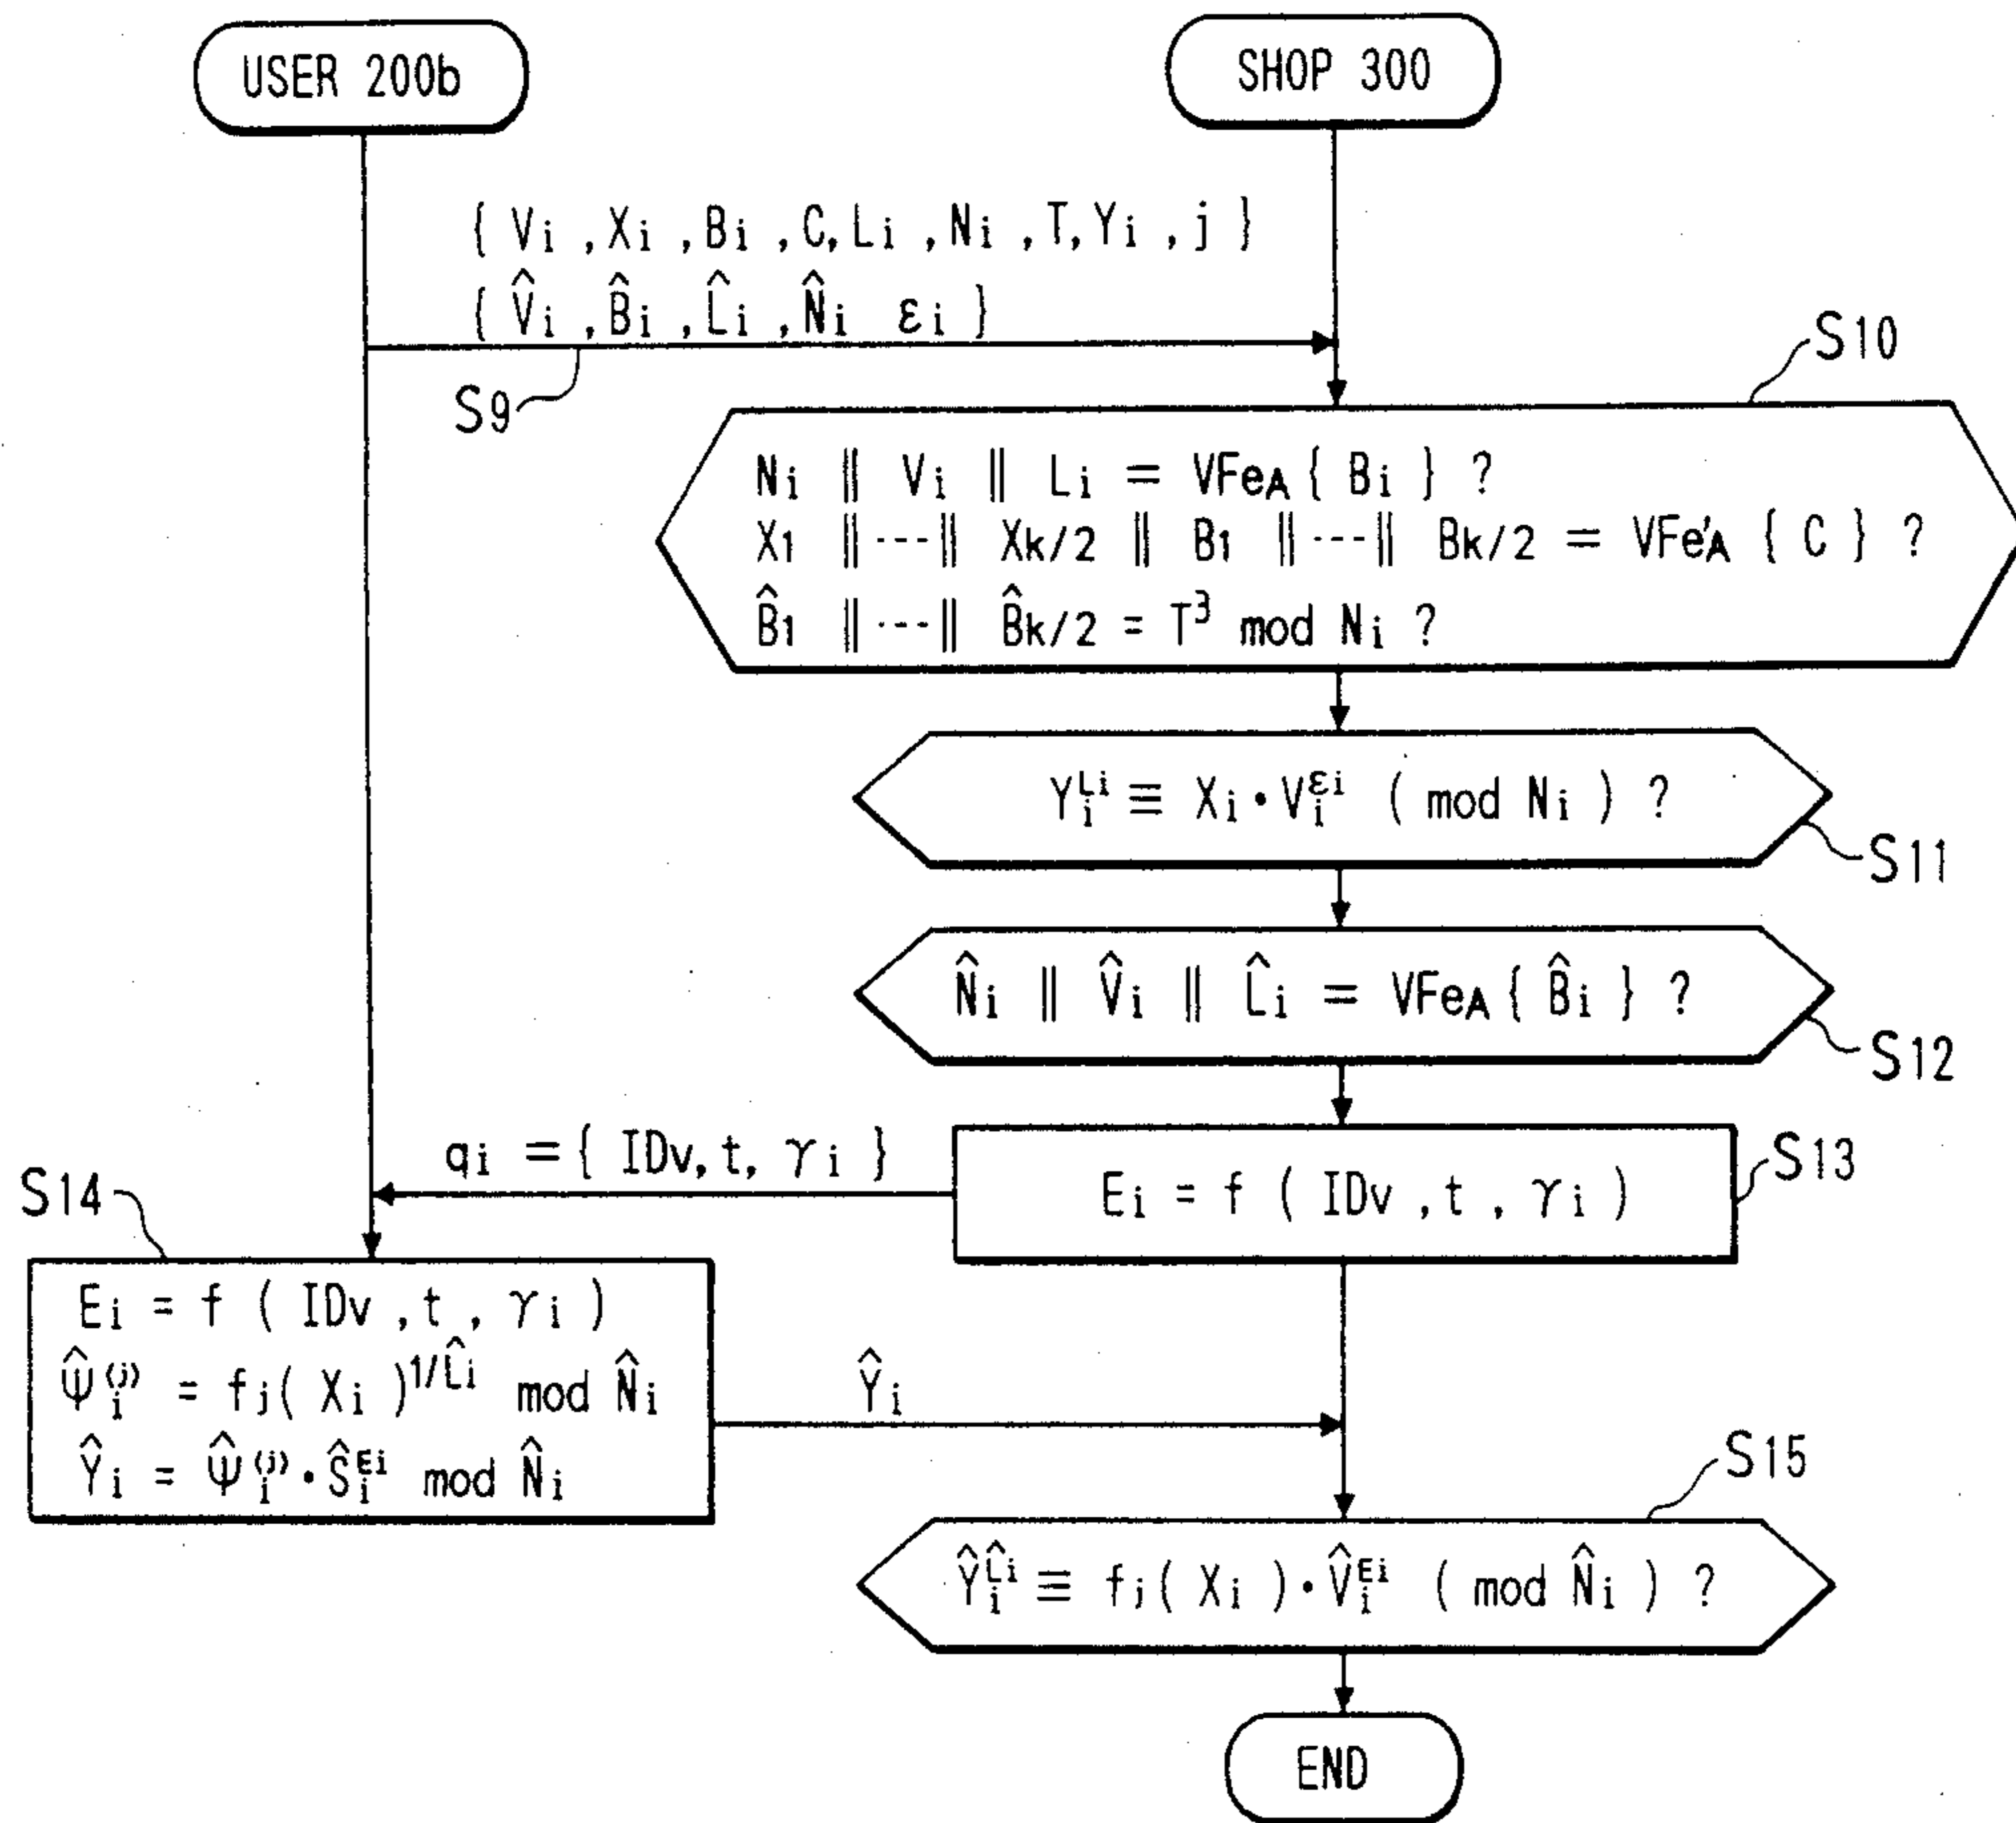 USER 200b
SHOP 300
{ Vi , Xi , Bi , C, Li , Ni , T, Yi , j }
{ V̂i , B̂i , L̂i , N̂i εi }
S9
S10
Ni ‖ Vi ‖ Li = VFeA { Bi } ?
X1 ‖---‖ Xk/2 ‖ B1 ‖---‖ Bk/2 = VFe'A { C } ?
B̂1 ‖---‖ B̂k/2 = T³ mod Ni ?
Yi^Li ≡ Xi · Vi^εi ( mod Ni ) ?
S11
N̂i ‖ V̂i ‖ L̂i = VFeA { B̂i } ?
S12
qi = { IDv, t, γi }
S13
Ei = f ( IDv , t , γi )
S14
Ei = f ( IDv , t , γi )
Ψ̂i^(j) = fj( Xi )^1/L̂i mod N̂i
Ŷi = Ψ̂i^(j) · Ŝi^Ei mod N̂i
Ŷi
S15
Ŷi^L̂i ≡ fj( Xi ) · V̂i^Ei ( mod N̂i ) ?
END